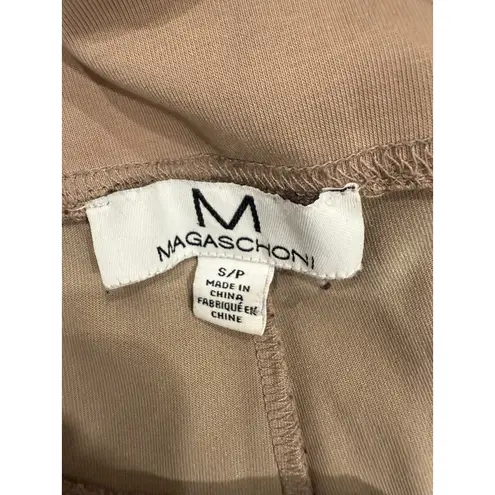 M
MAGASCHONI
S/P
MADE IN
CHINA
FABRIQUÉ EN
CHINE